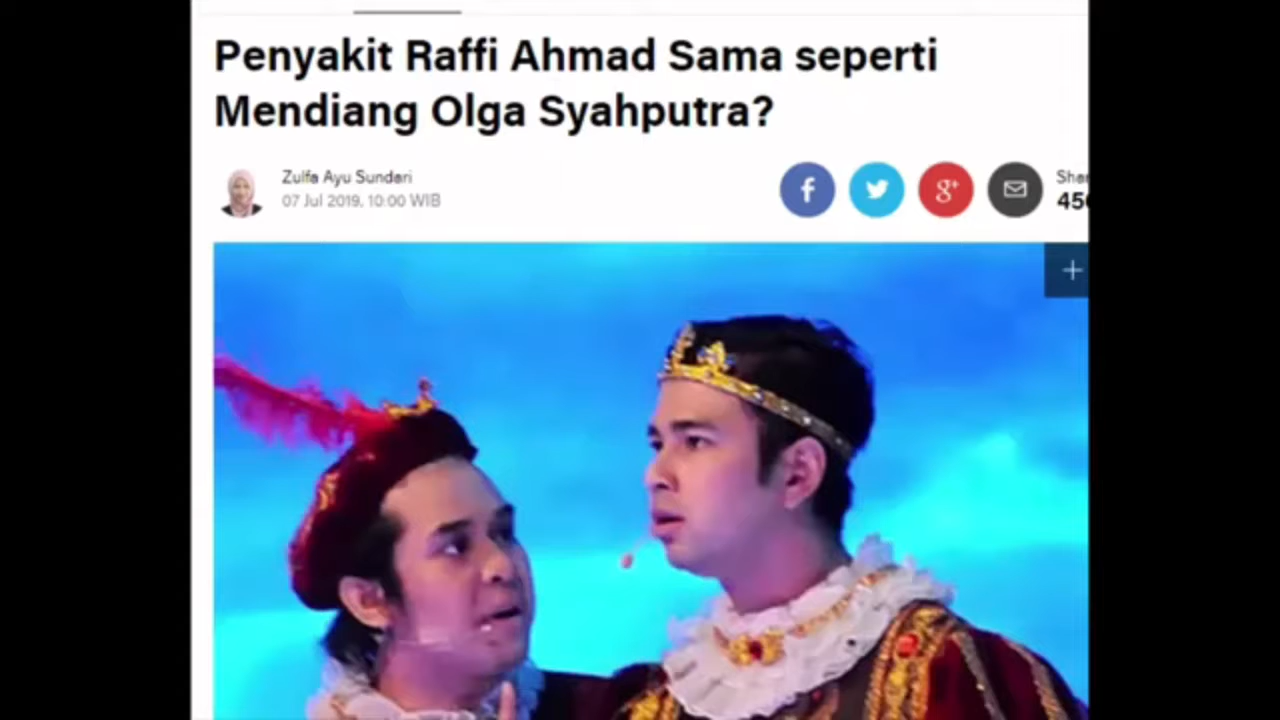 Penyakit Raffi Ahmad Sama seperti
Mendiang Olga Syahputra?
Zulfa Ayu Sundari
07 Jul 2019, 10:00 WIB